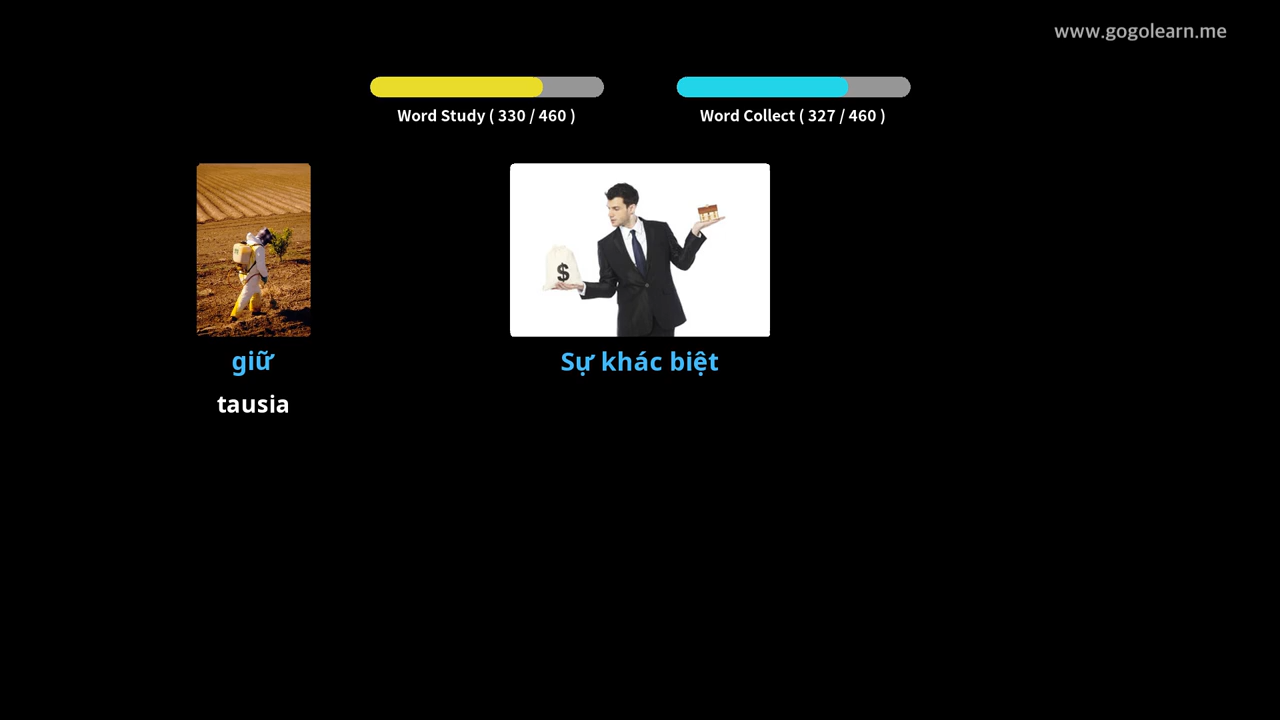 www.gogolearn.me
Word Study ( 330 / 460 )
Word Collect ( 327 / 460 )
$
giữ
Sự khác biệt
tausia